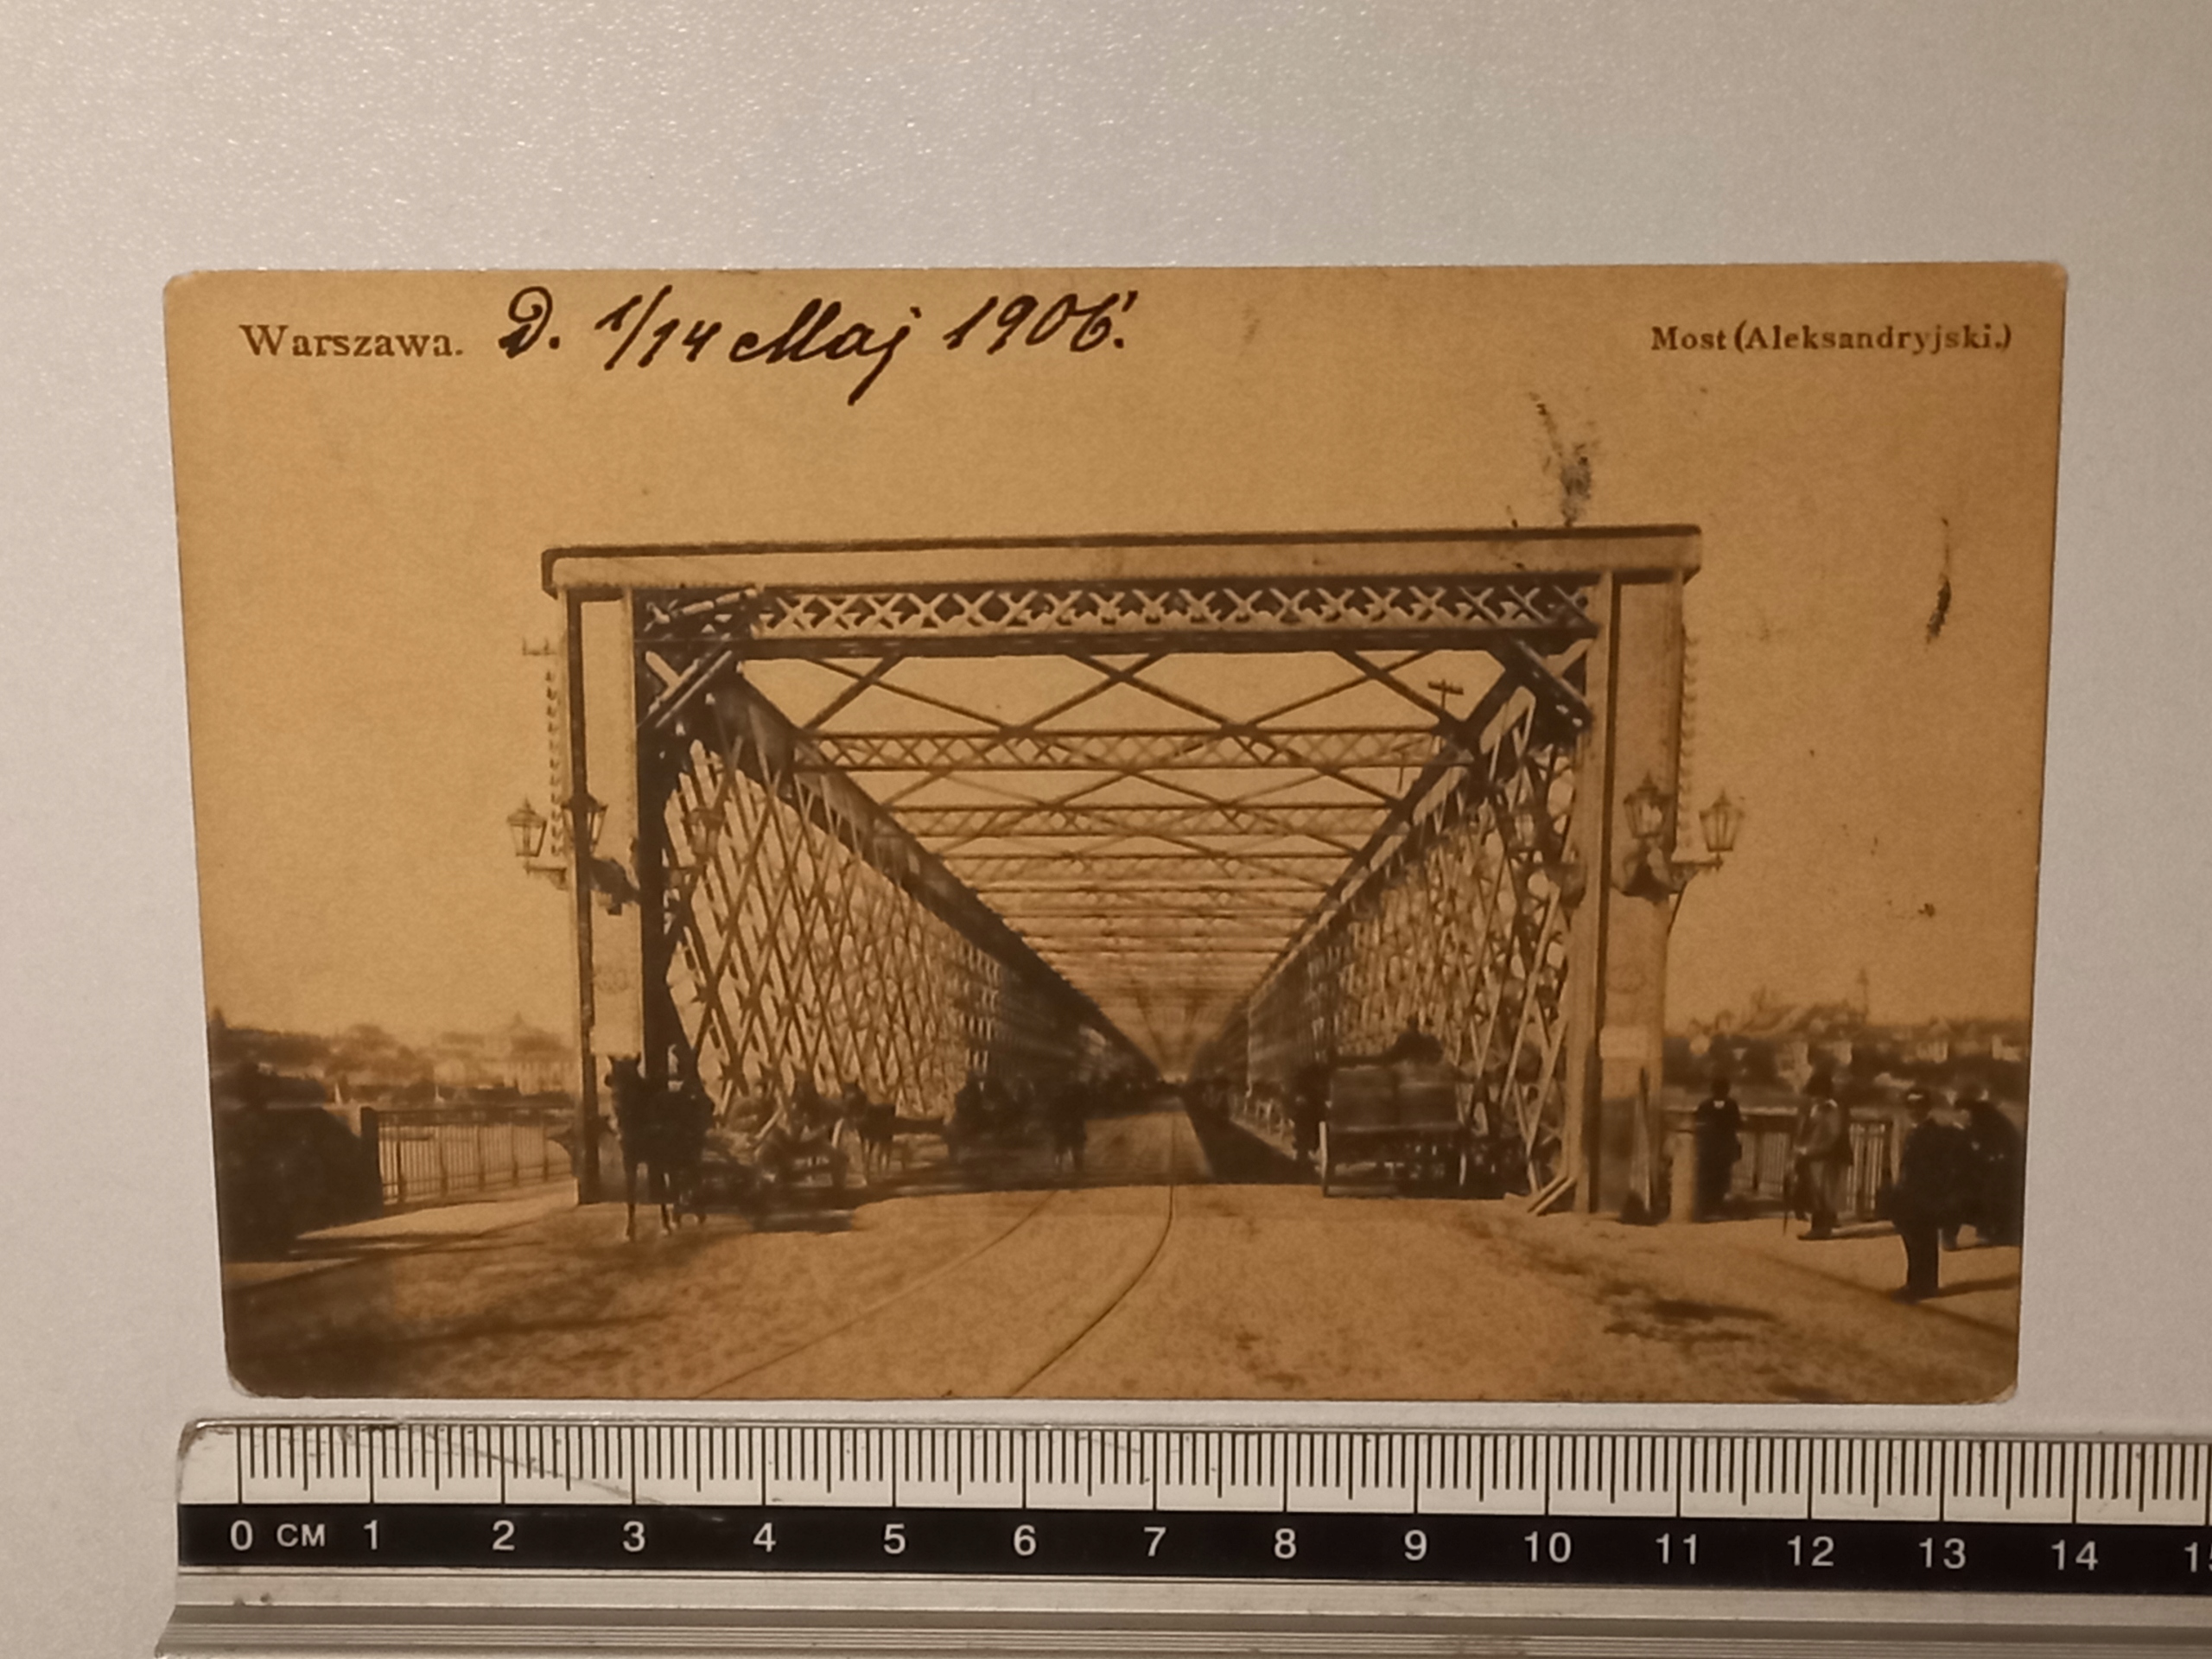 Warszawa. D. 1/14 Maj 1906.
Most (Aleksandryjski.)
0 CM 1 2 3 4 5 6 7 8 9 10 11 12 13 14